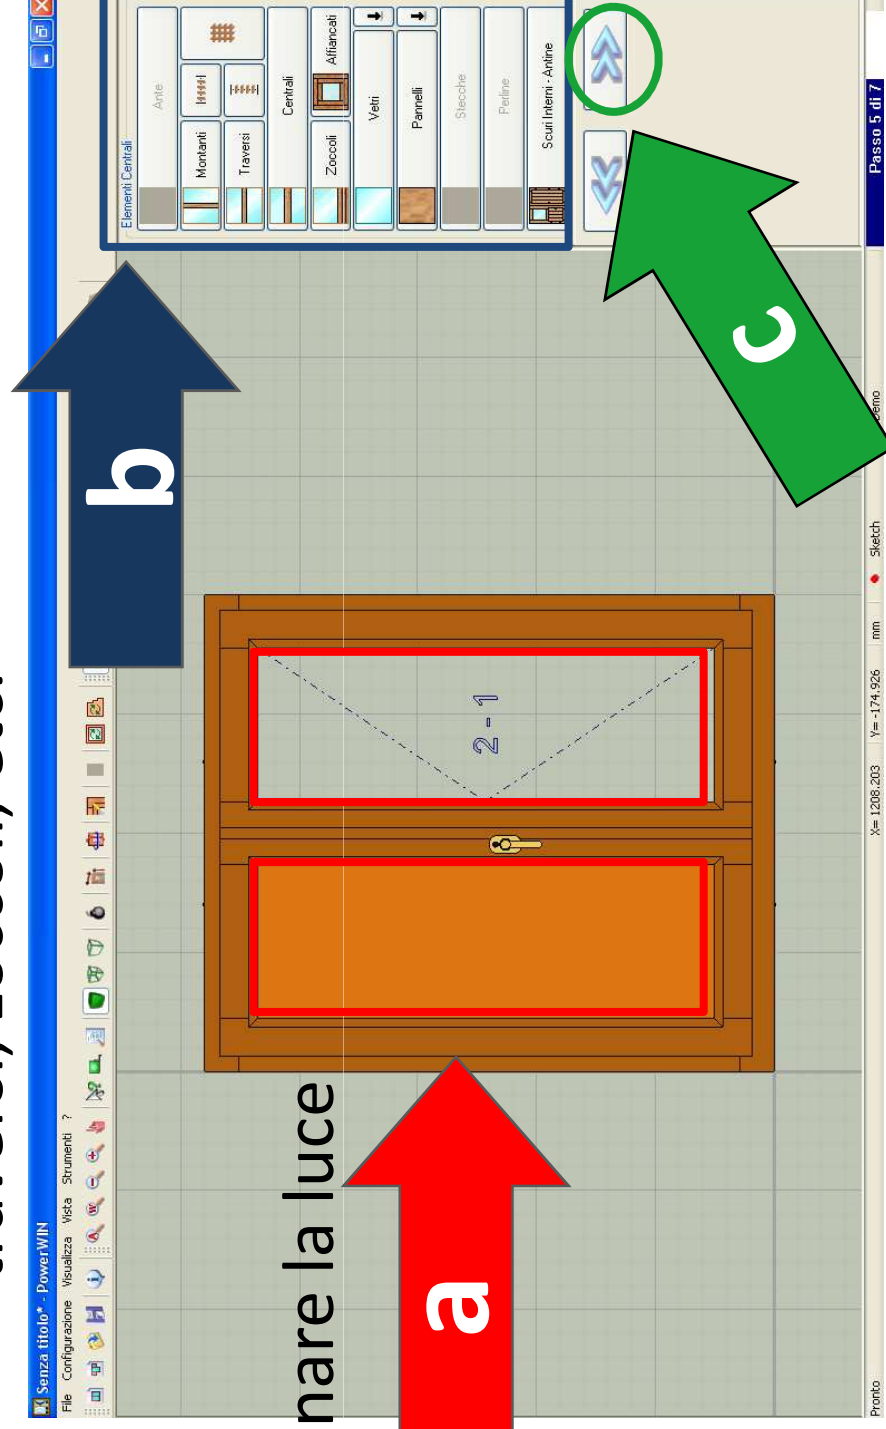 Senza titolo* - PowerWIN
File Configurazione Visualizza Vista Strumenti ?
nare la luce
a
b
c
2 - 1
Elementi Centrali
Ante
Montanti
Traversi
Centrali
Zoccoli
Affiancati
Vetri
Pannelli
Stecche
Perline
Scuri Interni - Antine
Pronto
X= 1208.203 Y= -174.926 mm Sketch
Passo 5 di 7